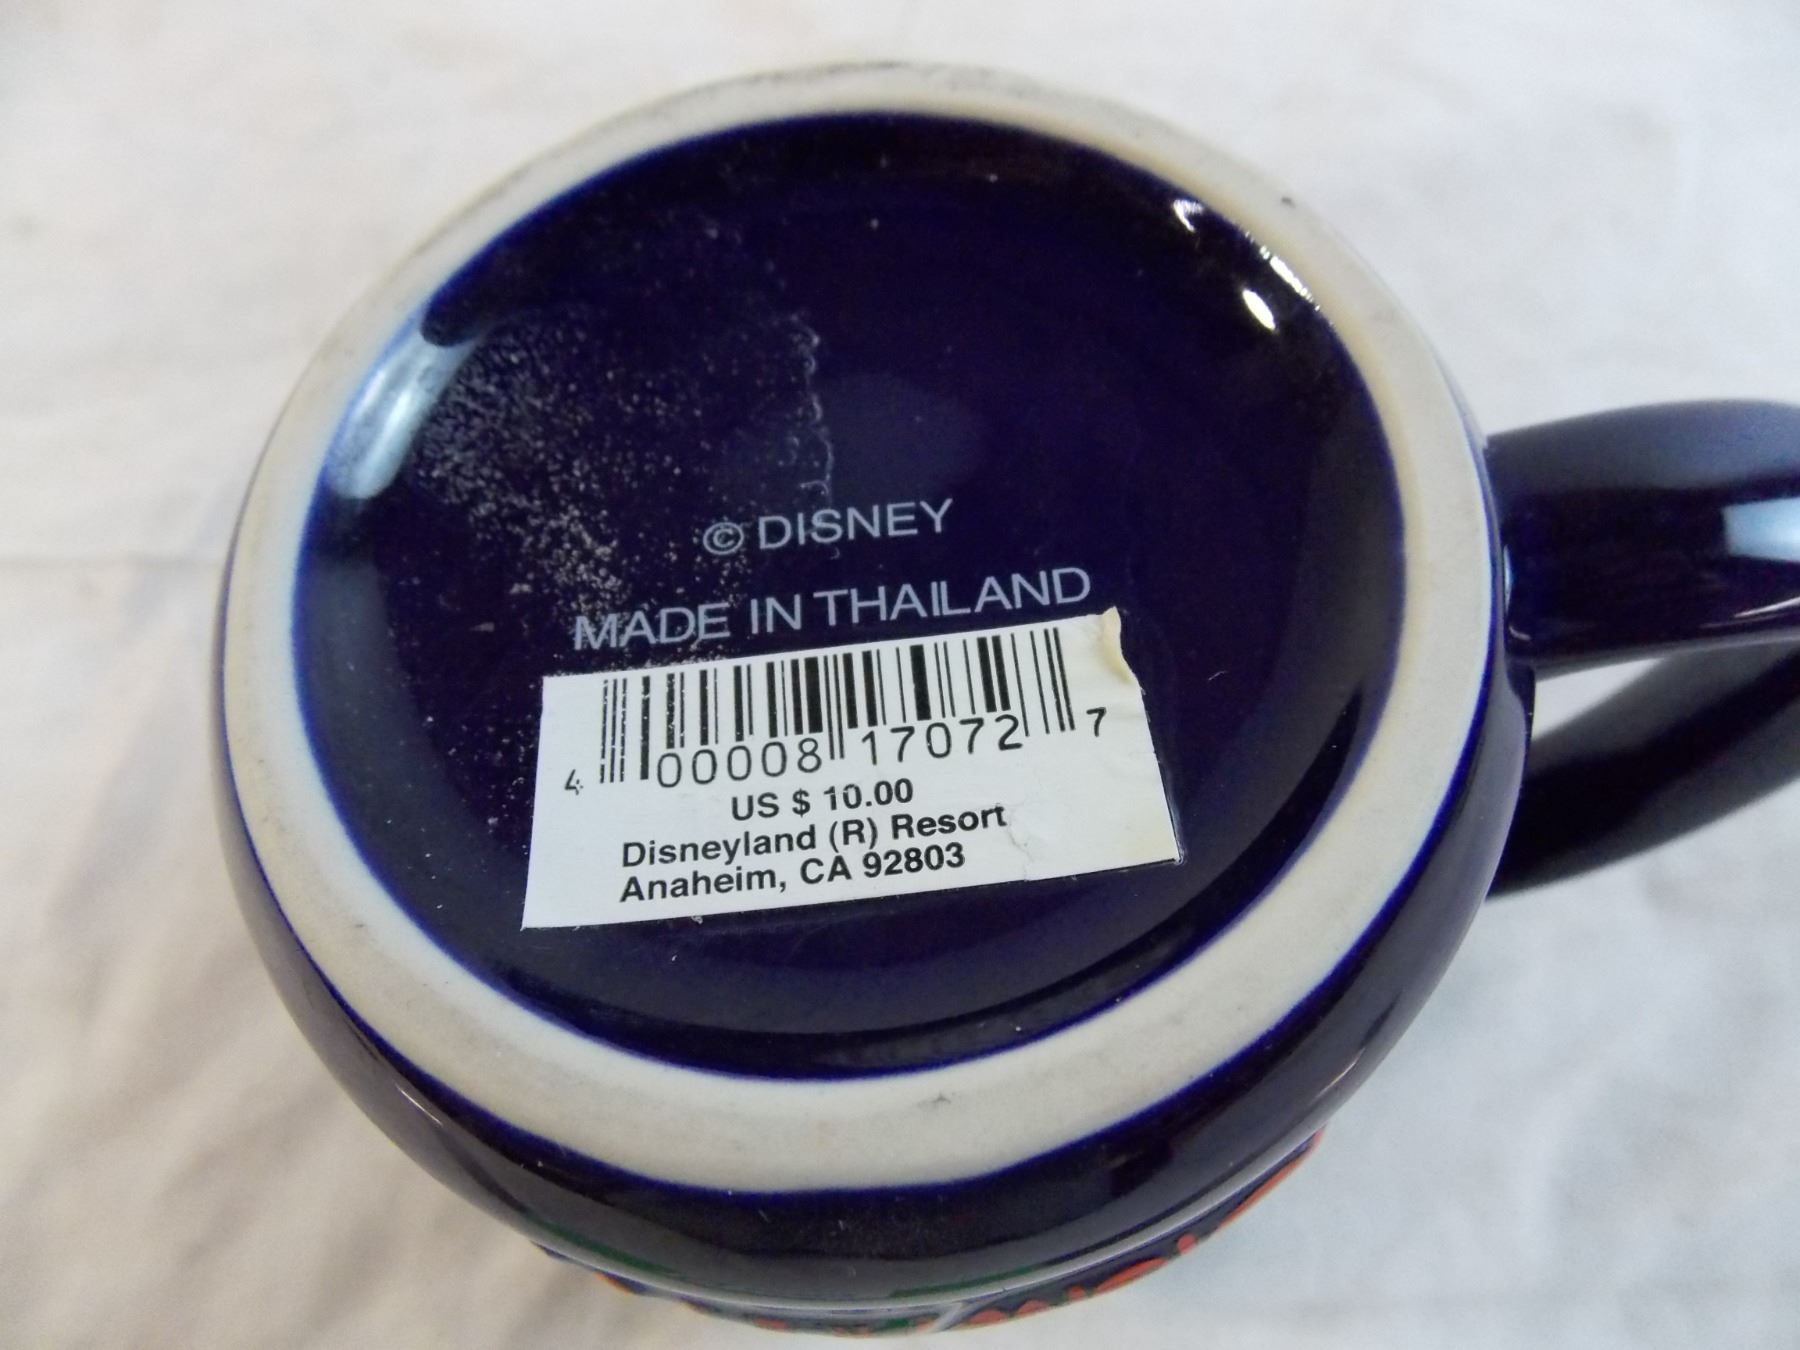 © DISNEY
MADE IN THAILAND
4 00008 17072 7
US $ 10.00
Disneyland (R) Resort
Anaheim, CA 92803